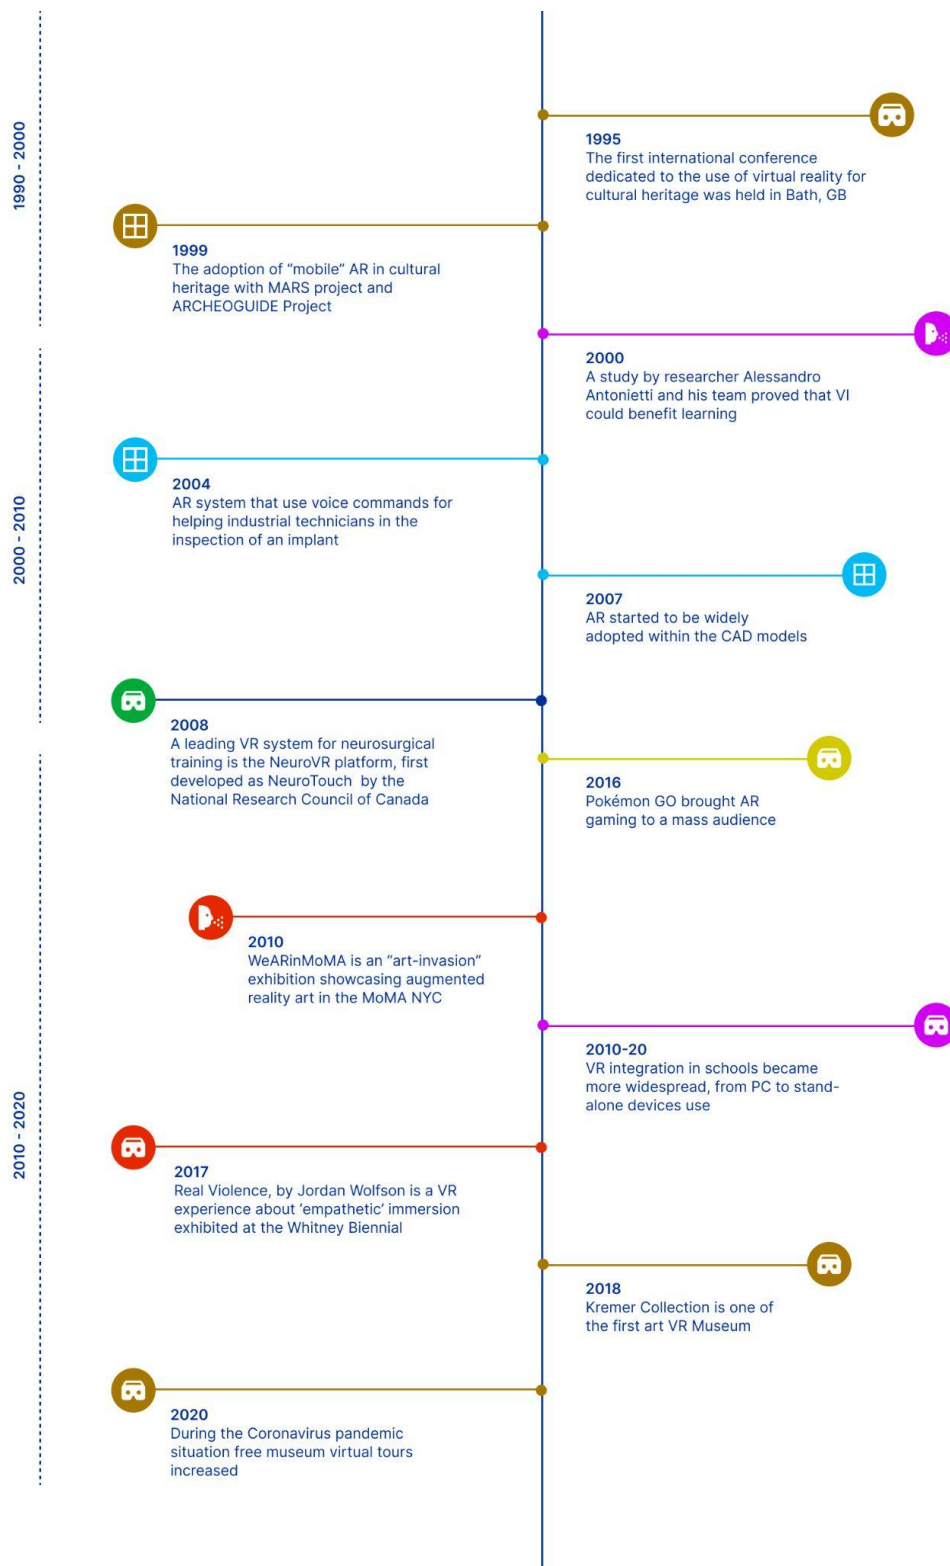 1990 - 2000
1995
The first international conference
dedicated to the use of virtual reality for
cultural heritage was held in Bath, GB
1999
The adoption of “mobile” AR in cultural
heritage with MARS project and
ARCHEOGUIDE Project
2000 - 2010
2000
A study by researcher Alessandro
Antonietti and his team proved that VI
could benefit learning
2004
AR system that use voice commands for
helping industrial technicians in the
inspection of an implant
2007
AR started to be widely
adopted within the CAD models
2008
A leading VR system for neurosurgical
training is the NeuroVR platform, first
developed as NeuroTouch by the
National Research Council of Canada
2010 - 2020
2016
Pokémon GO brought AR
gaming to a mass audience
2010
WeARinMoMA is an “art-invasion”
exhibition showcasing augmented
reality art in the MoMA NYC
2010-20
VR integration in schools became
more widespread, from PC to stand-
alone devices use
2017
Real Violence, by Jordan Wolfson is a VR
experience about ‘empathetic’ immersion
exhibited at the Whitney Biennial
2018
Kremer Collection is one of
the first art VR Museum
2020
During the Coronavirus pandemic
situation free museum virtual tours
increased